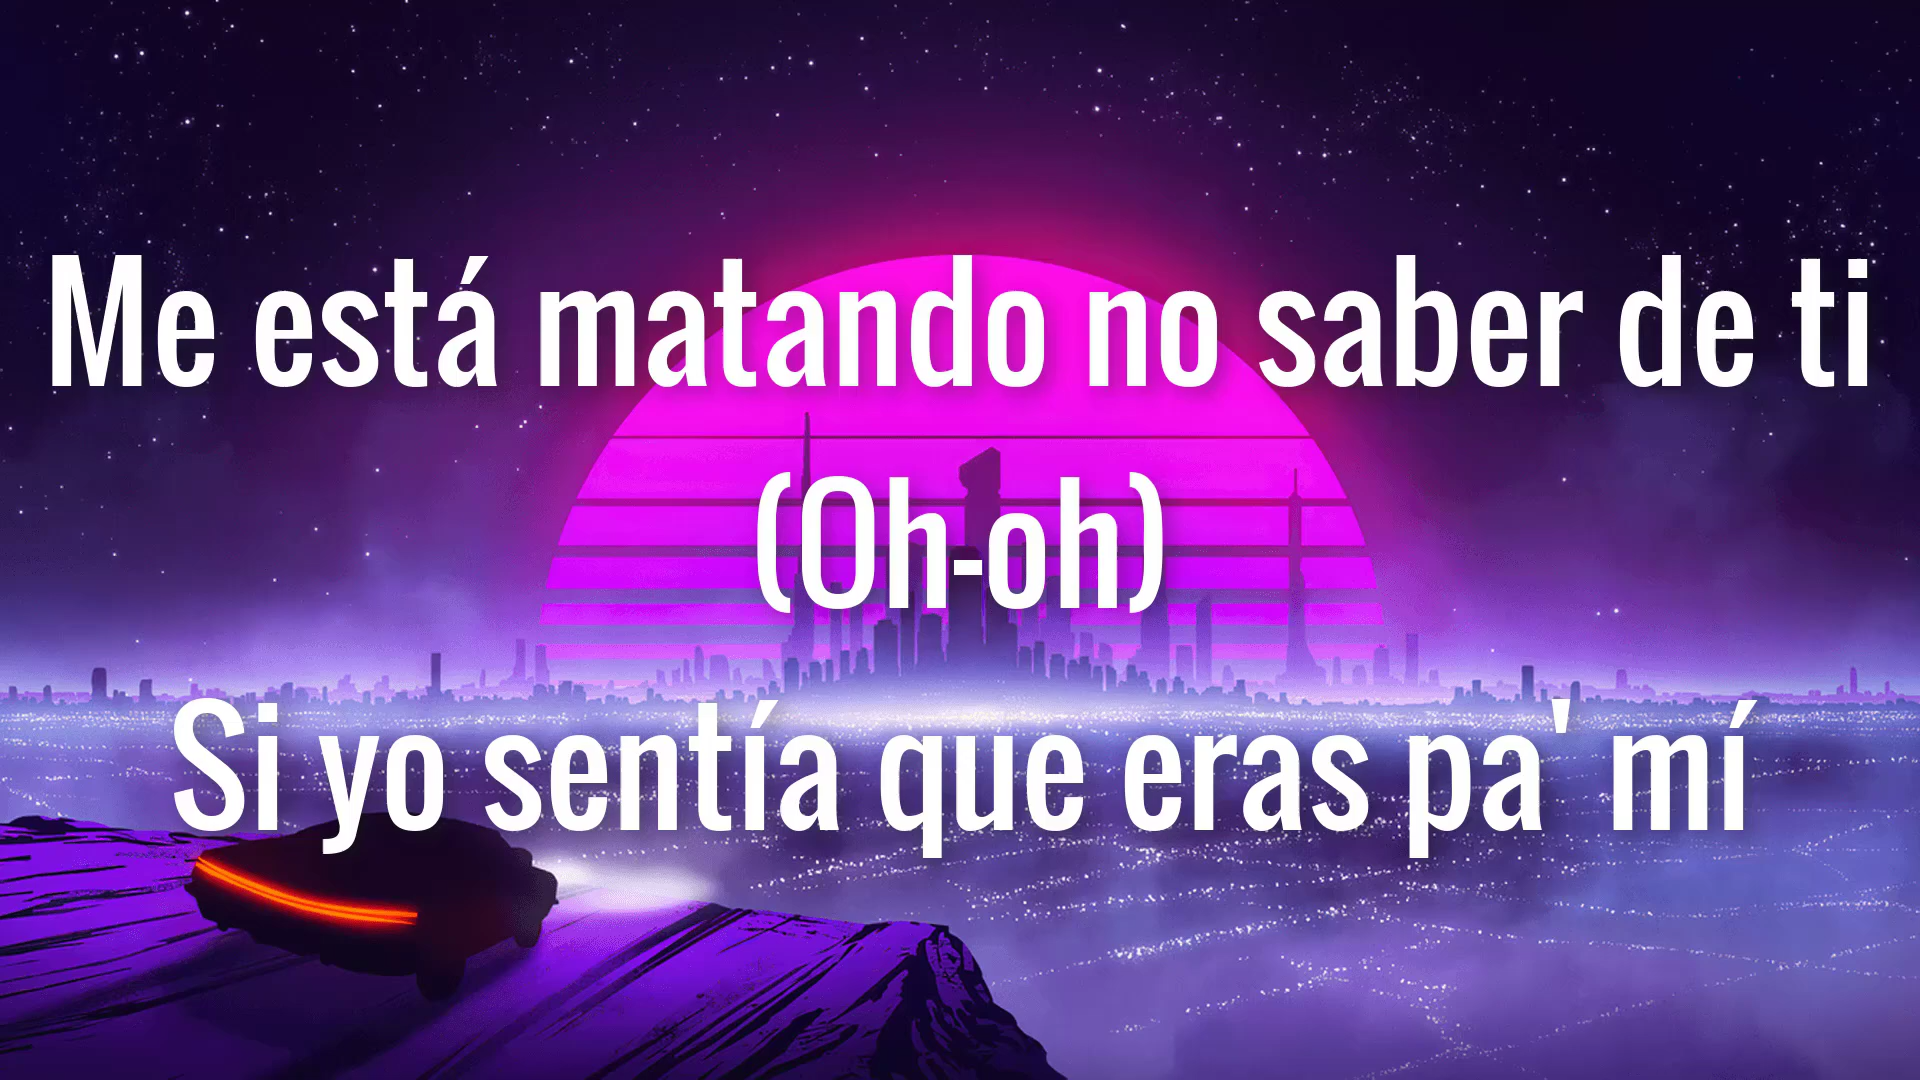 Me está matando no saber de ti
(Oh-oh)
Si yo sentía que eras pa' mí